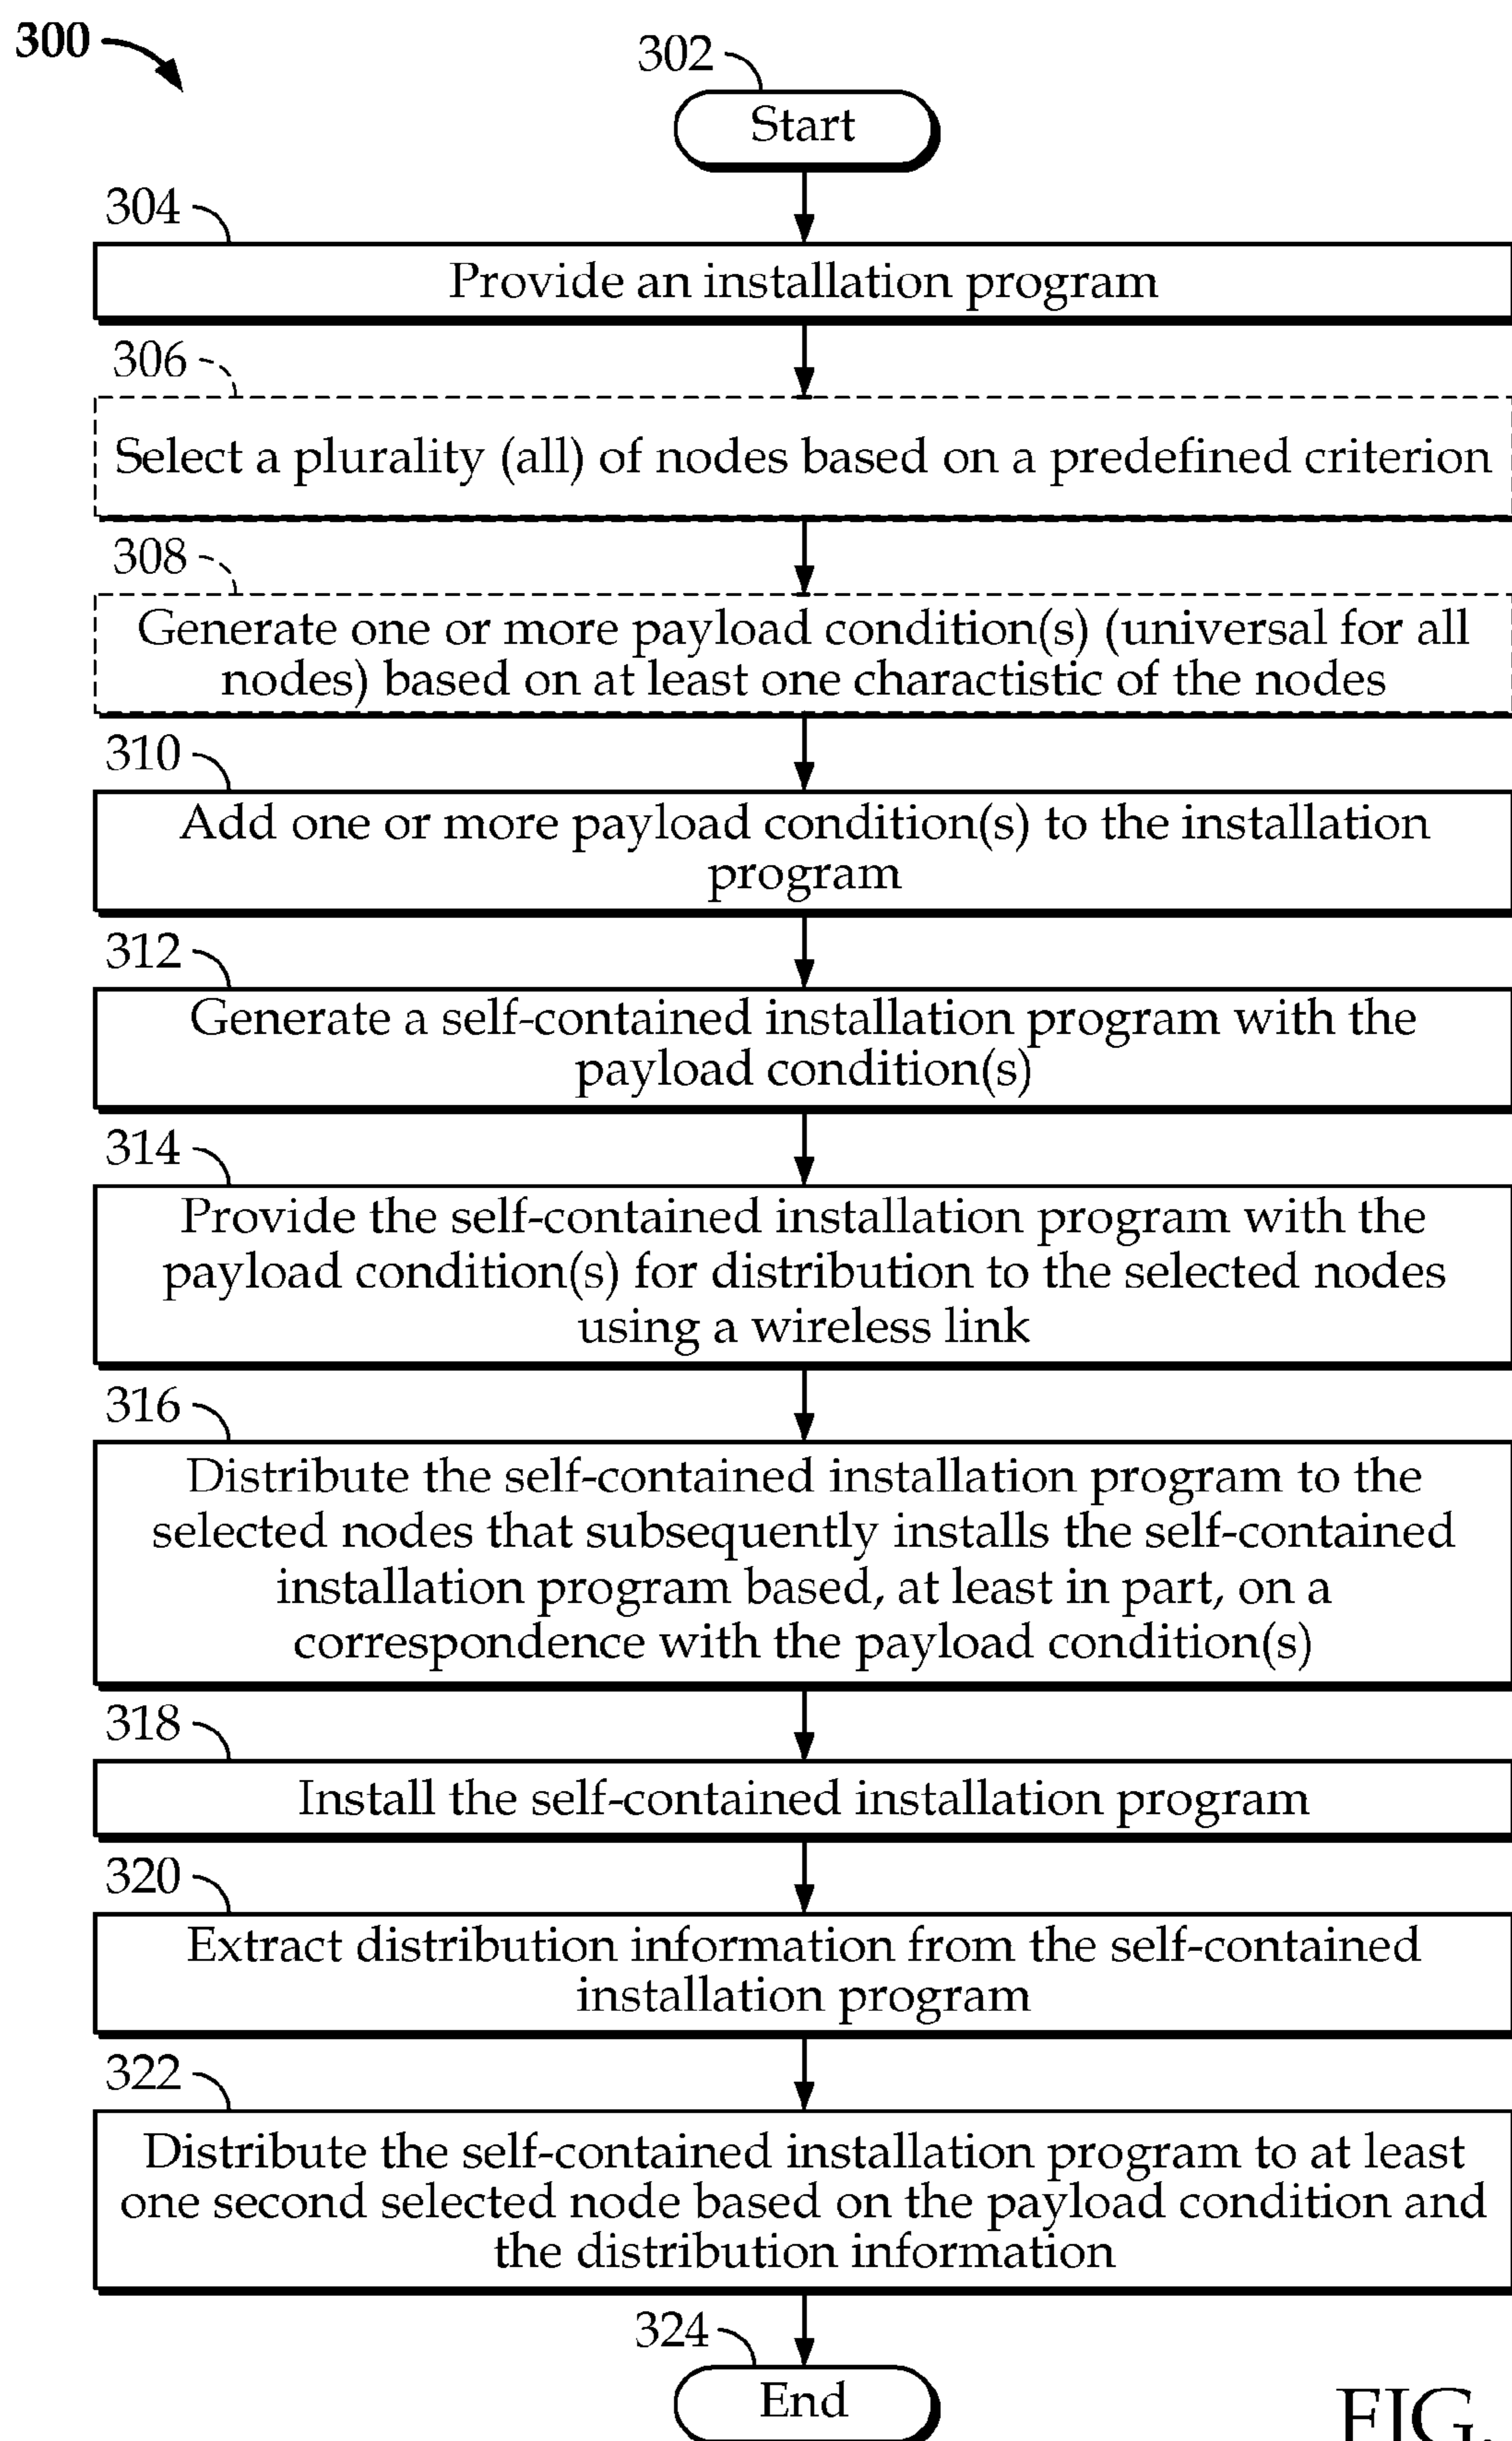 300
302
Start
304
Provide an installation program
306
Select a plurality (all) of nodes based on a predefined criterion
308
Generate one or more payload condition(s) (universal for all
nodes) based on at least one charactistic of the nodes
310
Add one or more payload condition(s) to the installation
program
312
Generate a self-contained installation program with the
payload condition(s)
314
Provide the self-contained installation program with the
payload condition(s) for distribution to the selected nodes
using a wireless link
316
Distribute the self-contained installation program to the
selected nodes that subsequently installs the self-contained
installation program based, at least in part, on a
correspondence with the payload condition(s)
318
Install the self-contained installation program
320
Extract distribution information from the self-contained
installation program
322
Distribute the self-contained installation program to at least
one second selected node based on the payload condition and
the distribution information
324
End
FIG.